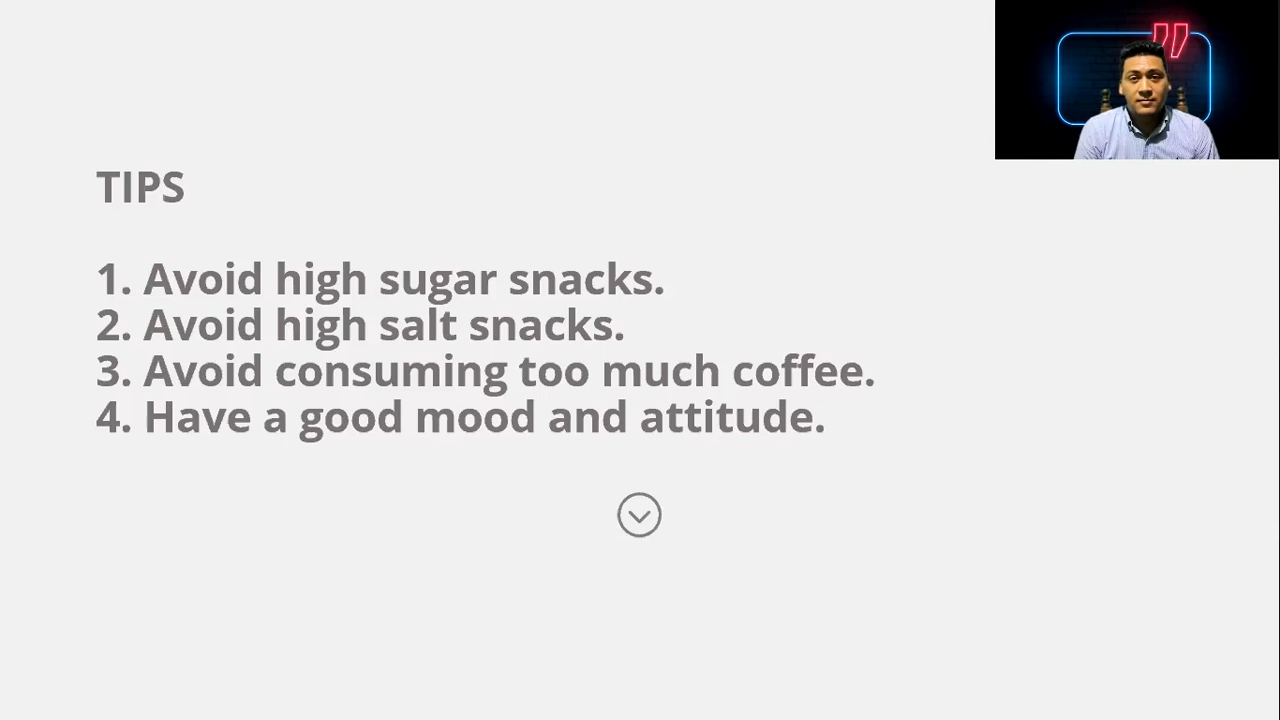 TIPS
1. Avoid high sugar snacks.
2. Avoid high salt snacks.
3. Avoid consuming too much coffee.
4. Have a good mood and attitude.